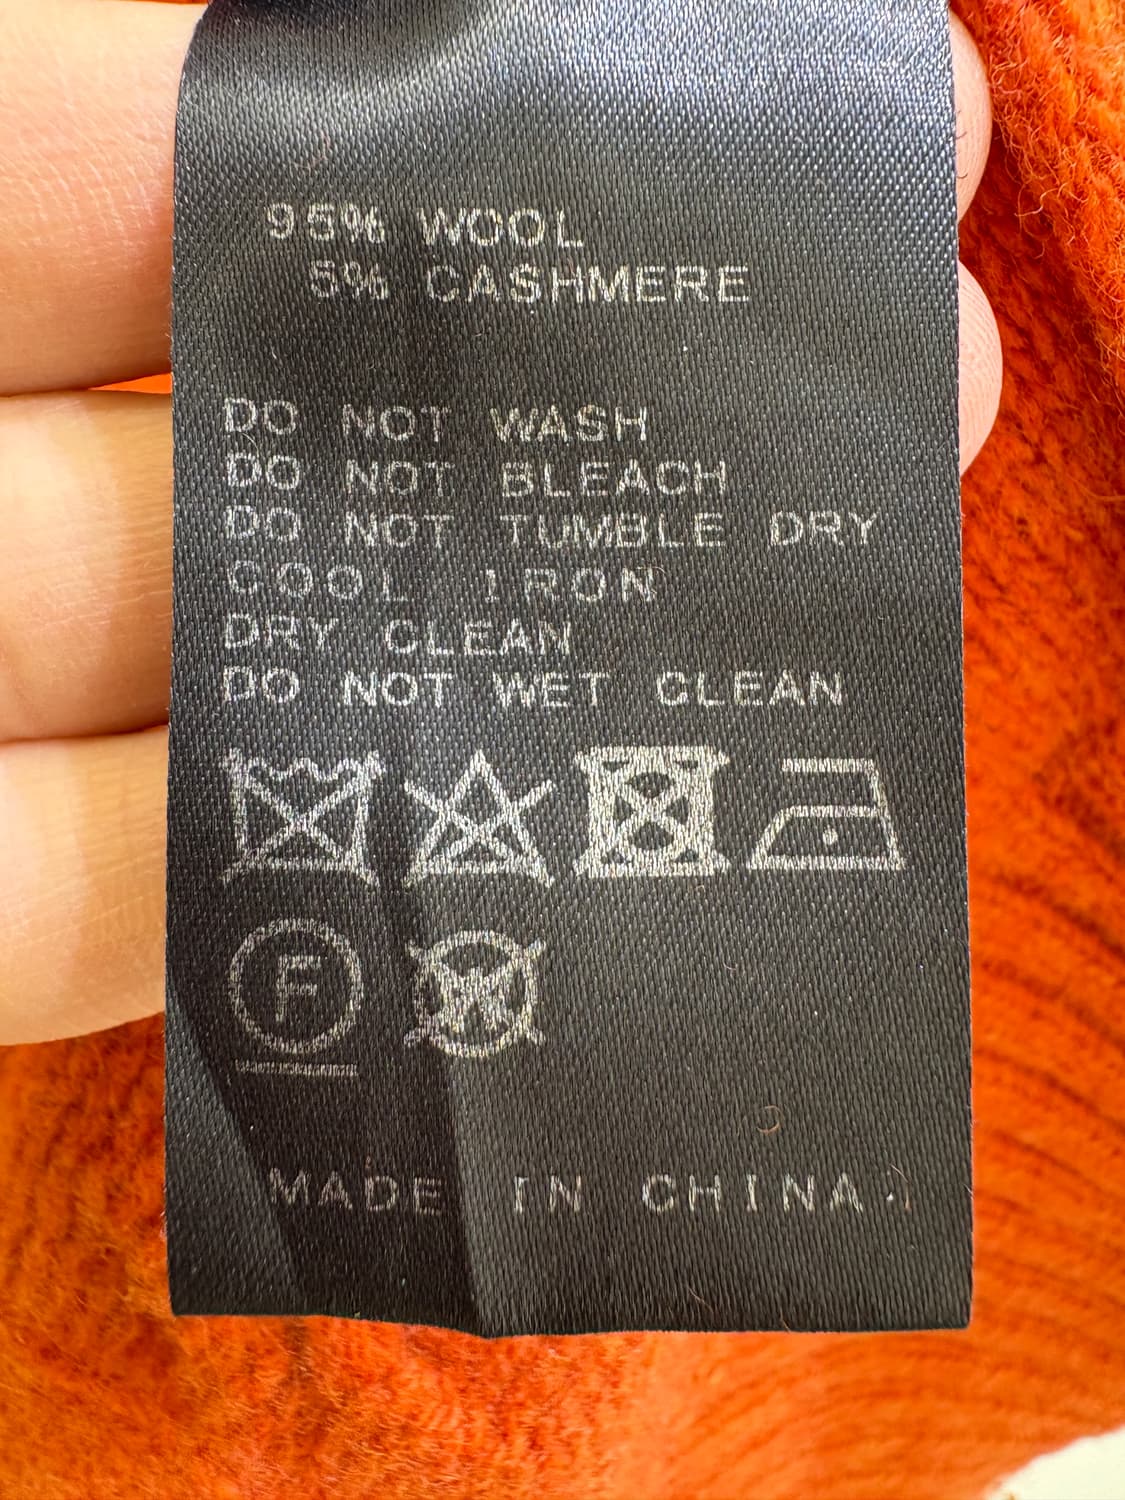 95% WOOL
5% CASHMERE
DO NOT WASH
DO NOT BLEACH
DO NOT TUMBLE DRY
COOL IRON
DRY CLEAN
DO NOT WET CLEAN
F W
MADE IN CHINA